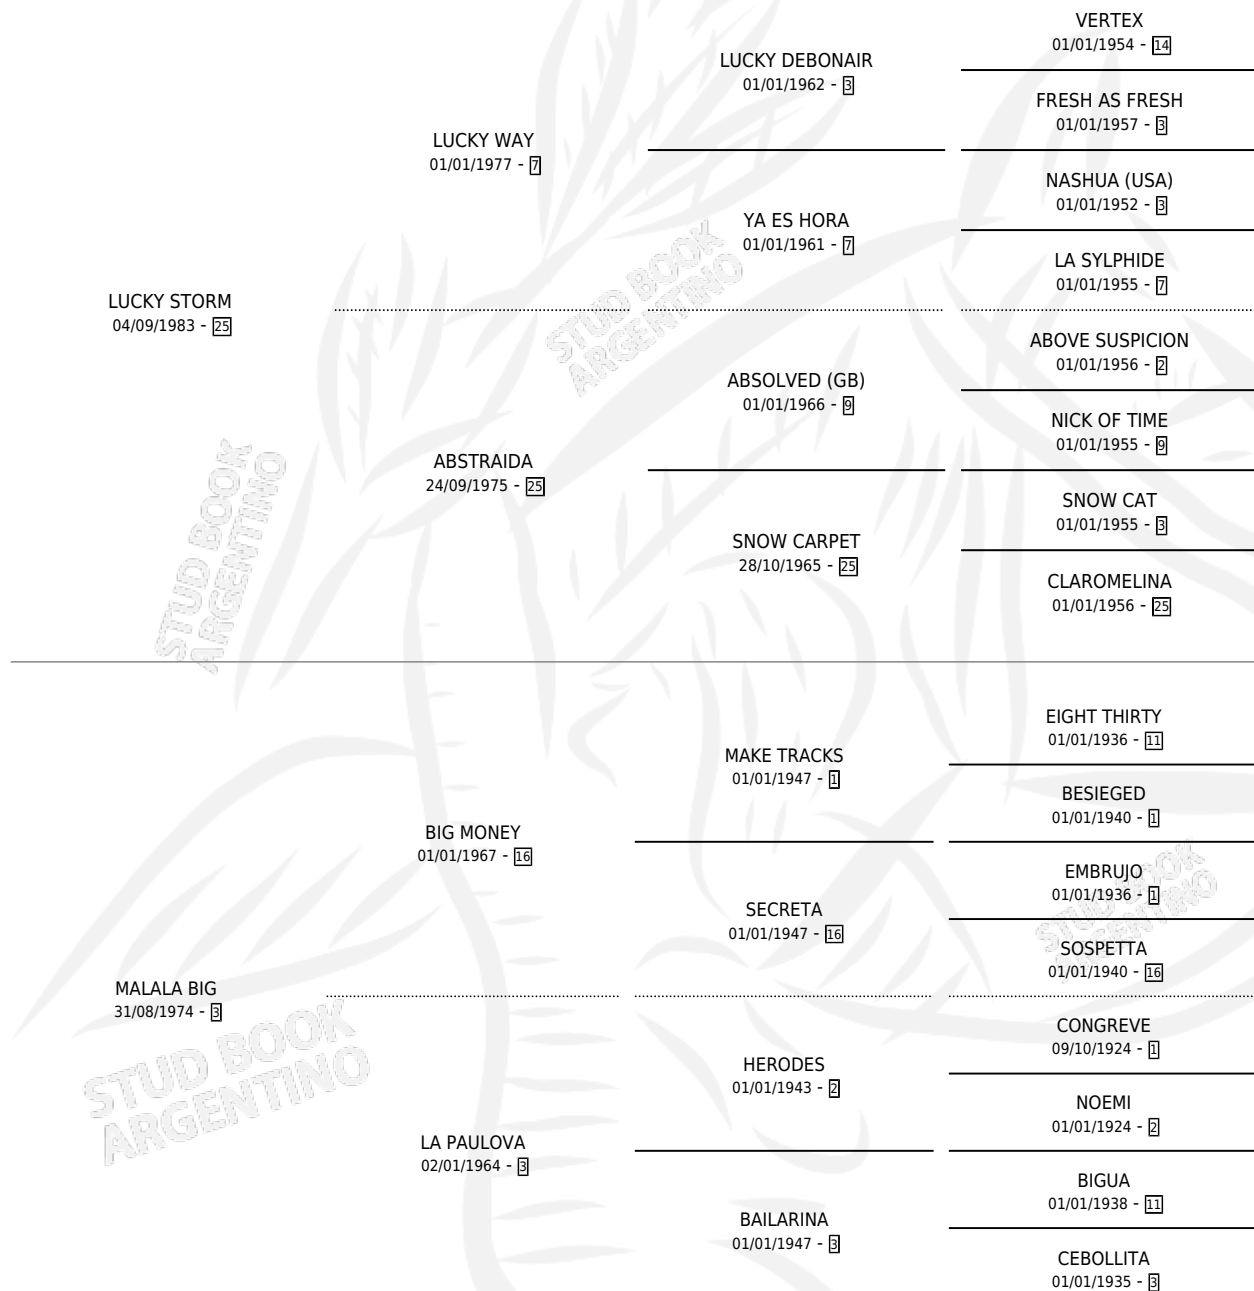 VERTEX
01/01/1954 - 14
LUCKY DEBONAIR
01/01/1962 - 3
FRESH AS FRESH
01/01/1957 - 3
LUCKY WAY
01/01/1977 - 7
NASHUA (USA)
01/01/1952 - 3
YA ES HORA
01/01/1961 - 7
LA SYLPHIDE
01/01/1955 - 7
LUCKY STORM
04/09/1983 - 25
STUD BOOK
ARGENTINO
ABOVE SUSPICION
01/01/1956 - 2
ABSOLVED (GB)
01/01/1966 - 9
NICK OF TIME
01/01/1955 - 9
ABSTRAIDA
24/09/1975 - 25
SNOW CAT
01/01/1955 - 3
SNOW CARPET
28/10/1965 - 25
CLAROMELINA
01/01/1956 - 25
STUD BOOK
ARGENTINO
EIGHT THIRTY
01/01/1936 - 11
MAKE TRACKS
01/01/1947 - 1
BESIEGED
01/01/1940 - 1
BIG MONEY
01/01/1967 - 16
EMBRUJO
01/01/1936 - 1
SECRETA
01/01/1947 - 16
SOSPETTA
01/01/1940 - 16
STUD BOOK
ARGENTINO
MALALA BIG
31/08/1974 - 3
CONGREVE
09/10/1924 - 1
HERODES
01/01/1943 - 2
NOEMI
01/01/1924 - 2
STUD BOOK
ARGENTINO
LA PAULOVA
02/01/1964 - 3
BIGUA
01/01/1938 - 11
BAILARINA
01/01/1947 - 3
CEBOLLITA
01/01/1935 - 3